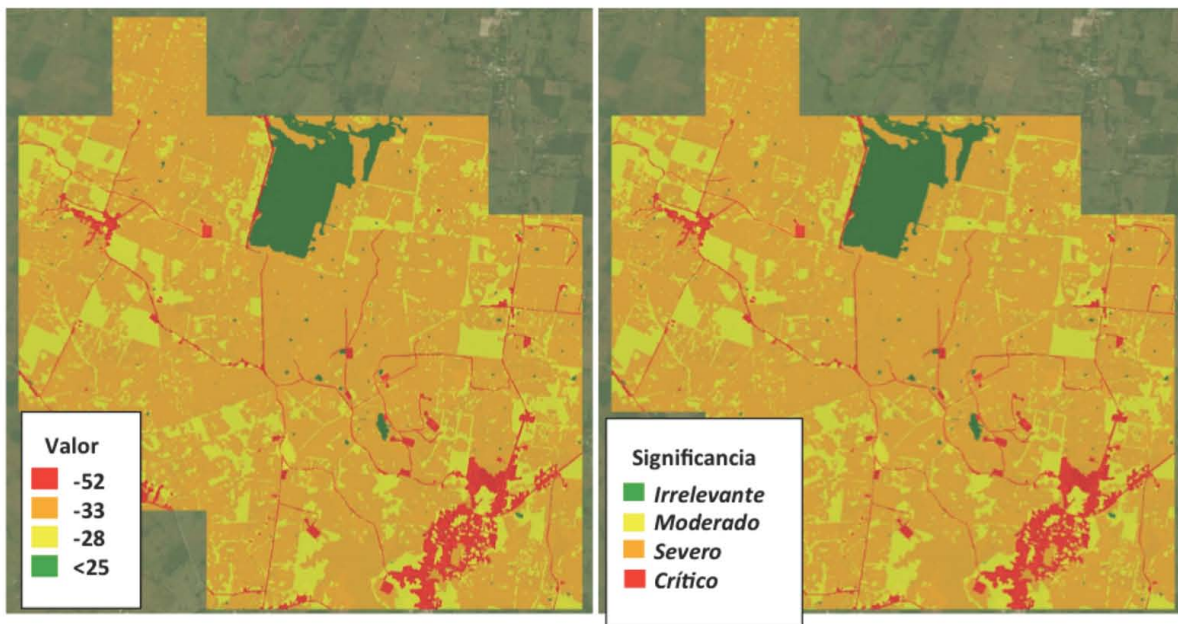 Valor
-52
-33
-28
<25
Significancia
Irrelevante
Moderado
Severo
Crítico